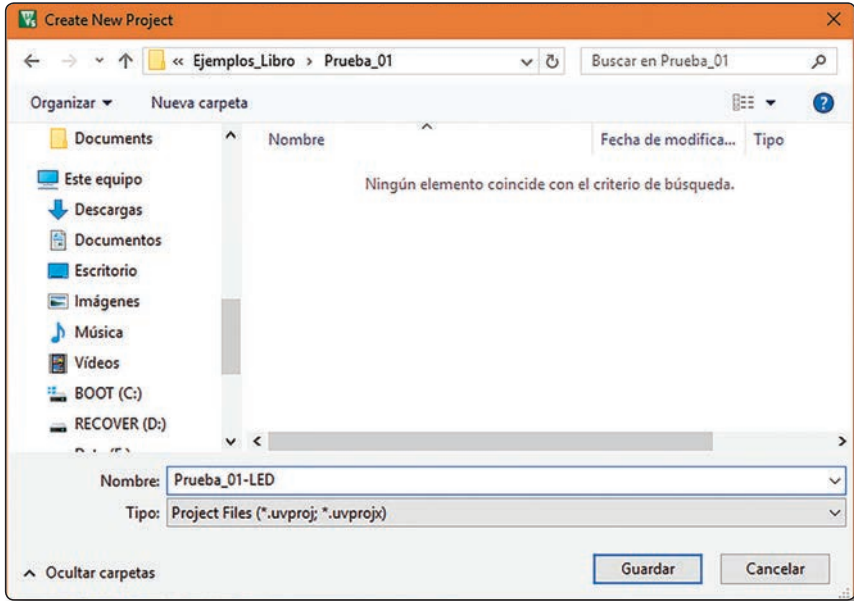 Create New Project
« Ejemplos_Libro > Prueba_01
Buscar en Prueba_01
Organizar
Nueva carpeta
Documents
Este equipo
Descargas
Documentos
Escritorio
Imágenes
Música
Vídeos
BOOT (C:)
RECOVER (D:)
Nombre
Fecha de modifica...
Tipo
Ningún elemento coincide con el criterio de búsqueda.
Nombre: Prueba_01-LED
Tipo: Project Files (*.uvproj; *.uvprojx)
Ocultar carpetas
Guardar
Cancelar